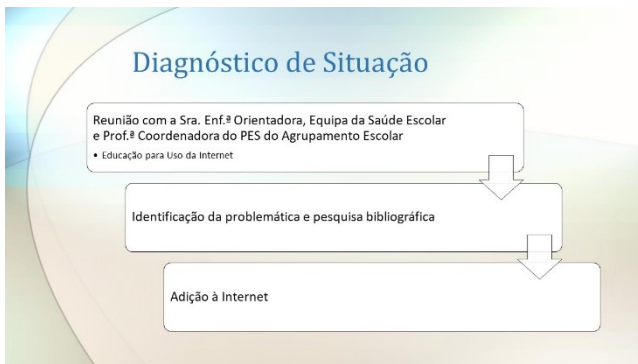 Diagnóstico de Situação
Reunião com a Sra. Enf.ª Orientadora, Equipa da Saúde Escolar
e Prof.ª Coordenadora do PES do Agrupamento Escolar
• Educação para Uso da Internet
Identificação da problemática e pesquisa bibliográfica
Adição à Internet